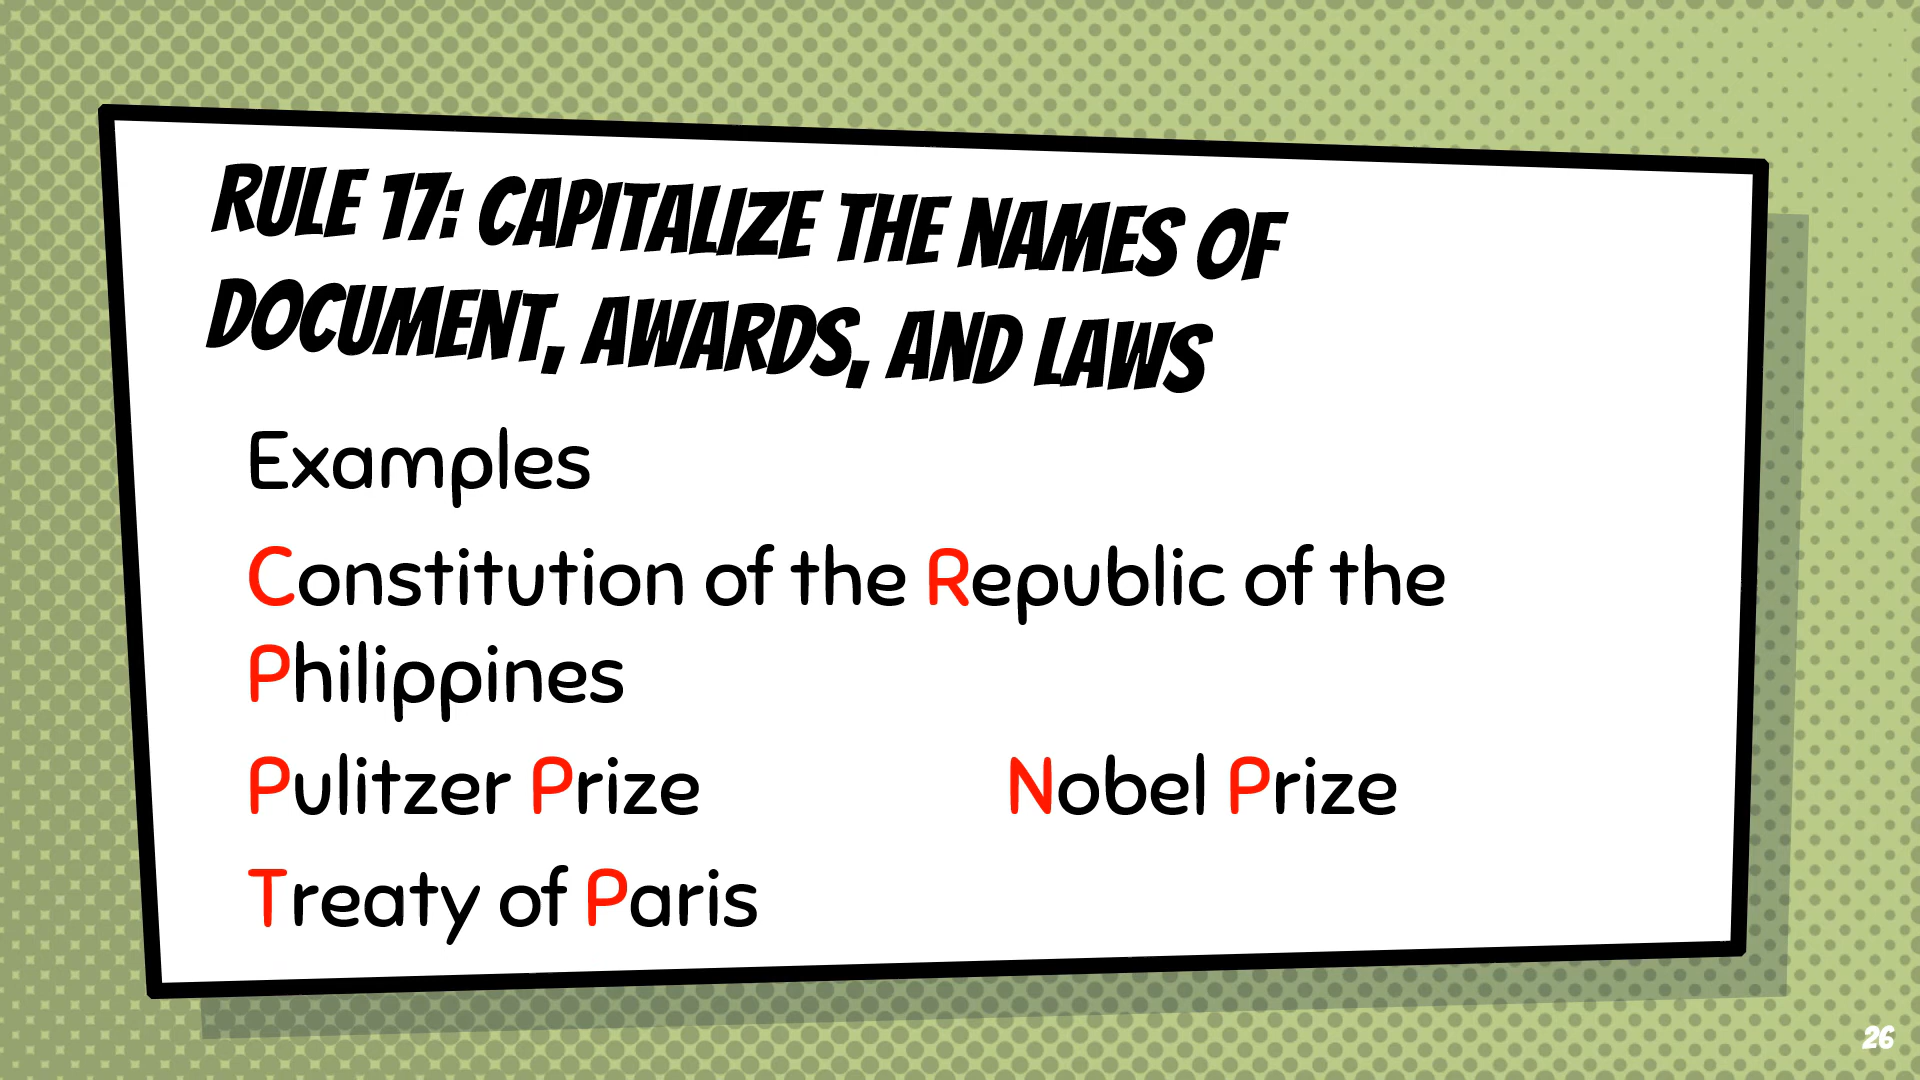 RULE 17: CAPITALIZE THE NAMES OF
DOCUMENT, AWARDS, AND LAWS
Examples
Constitution of the Republic of the
Philippines
Pulitzer Prize Nobel Prize
Treaty of Paris
26